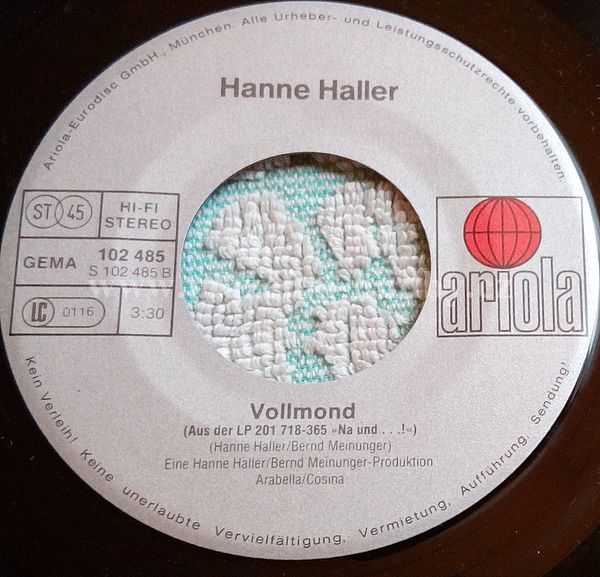 Ariola-Eurodisc GmbH., München. Alle Urheber- und Leistungsschutzrechte vorbehalten.
Hanne Haller
ST 45
HI-FI
STEREO
GEMA
102 485
S 102 485 B
LC 0116
3:30
ariola
Vollmond
(Aus der LP 201 718-365 »Na und . . .!«)
(Hanne Haller/Bernd Meinunger)
Eine Hanne Haller/Bernd Meinunger-Produktion
Arabella/Cosina
Kein Verleih! Keine unerlaubte Vervielfältigung, Vermietung, Aufführung, Sendung!